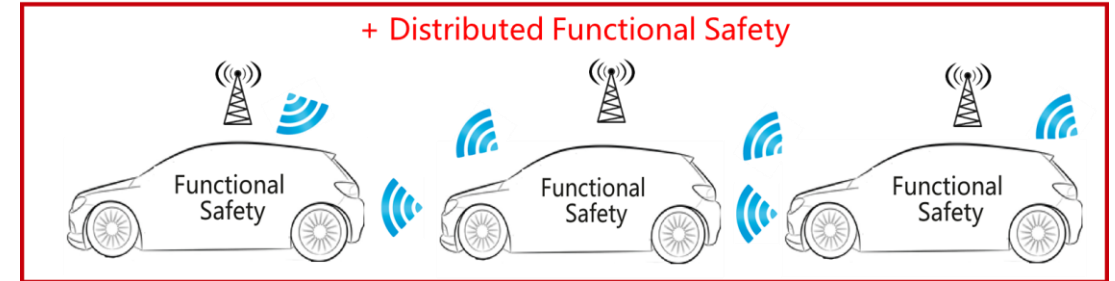 + Distributed Functional Safety
Functional
Safety
Functional
Safety
Functional
Safety